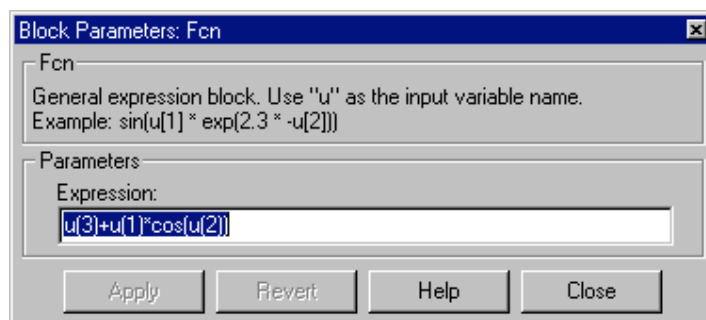 Block Parameters: Fcn
Fcn
General expression block. Use "u" as the input variable name.
Example: sin(u[1] * exp(2.3 * -u[2]))
Parameters
Expression:
u(3)+u(1)*cos(u(2))
Apply Revert Help Close